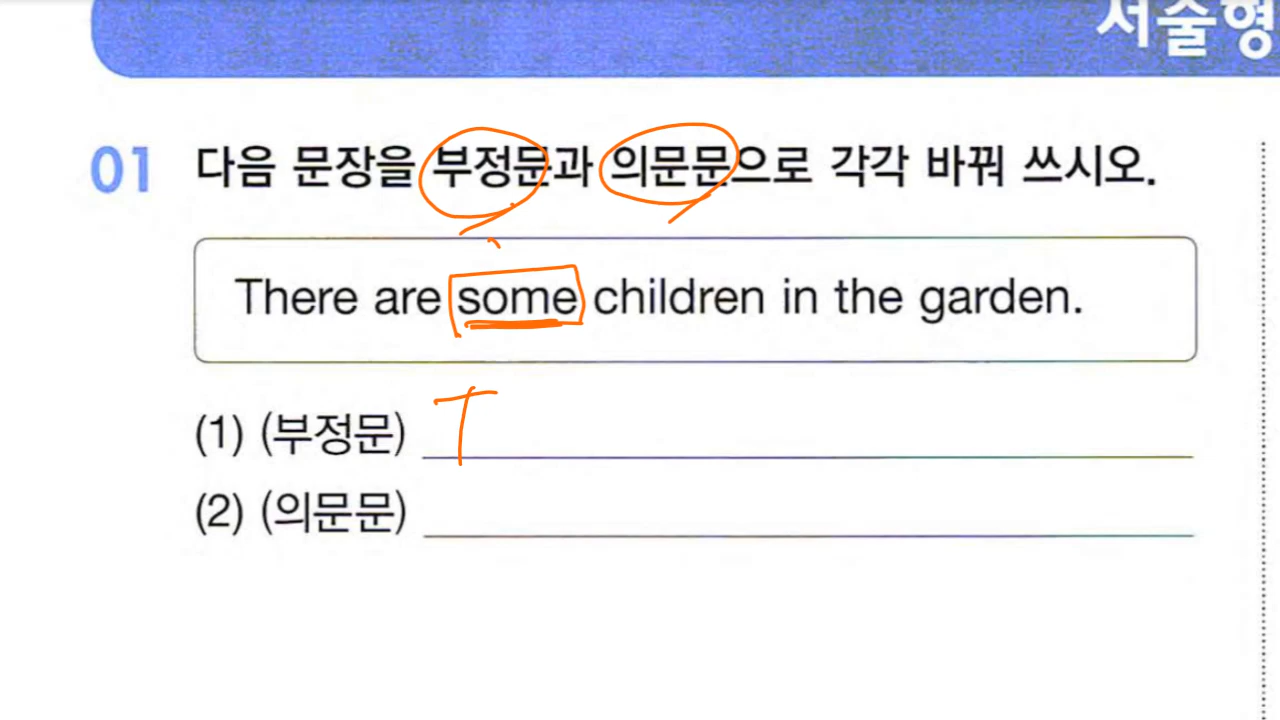 서술형
01 다음 문장을 부정문과 의문문으로 각각 바꿔 쓰시오.
There are some children in the garden.
(1) (부정문) T
(2) (의문문)